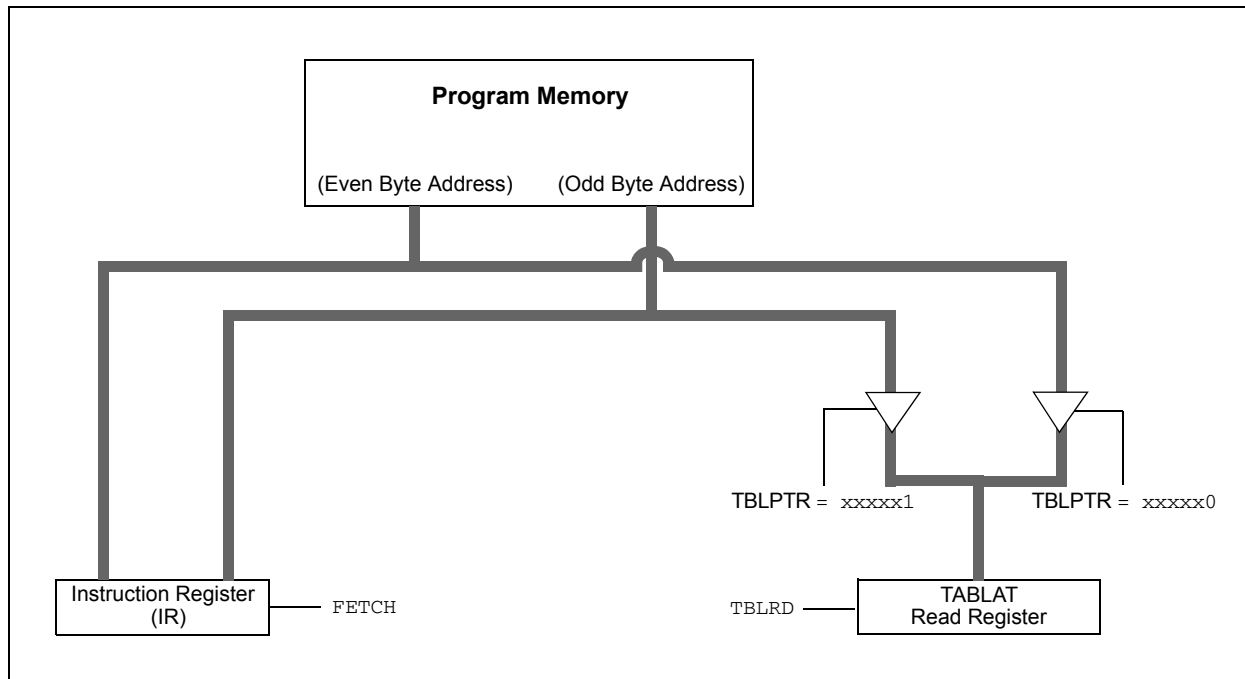 Program Memory
(Even Byte Address) (Odd Byte Address)
TBLPTR = xxxxx1
TBLPTR = xxxxx0
Instruction Register
(IR)
FETCH
TBLRD
TABLAT
Read Register